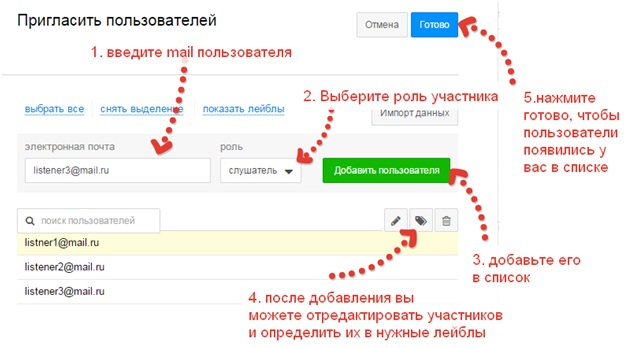 Пригласить пользователей
Отмена
Готово
1. введите mail пользователя
выбрать все
снять выделение
показать лейблы
2. Выберите роль участника
Импорт данных
5.нажмите
готово, чтобы
пользователи
появились у
вас в списке
электронная почта
роль
listener3@mail.ru
слушатель
Добавить пользователя
поиск пользователей
listner1@mail.ru
listener2@mail.ru
listener3@mail.ru
3. добавьте его
в список
4. после добавления вы
можете отредактировать участников
и определить их в нужные лейблы